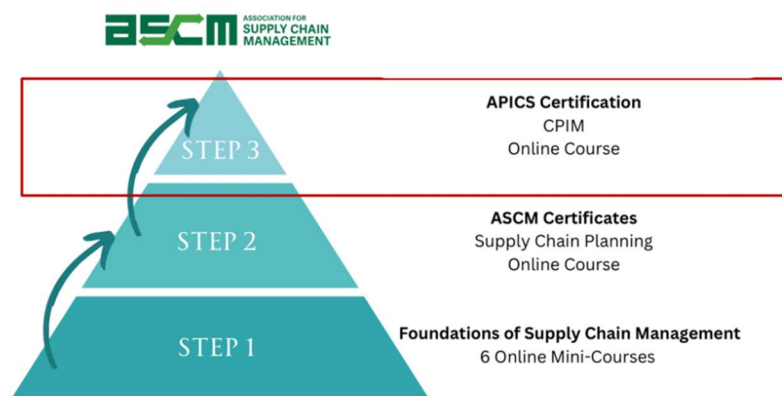 ascm ASSOCIATION FOR
SUPPLY CHAIN
MANAGEMENT
APICS Certification
CPIM
Online Course
STEP 3
ASCM Certificates
Supply Chain Planning
Online Course
STEP 2
Foundations of Supply Chain Management
6 Online Mini-Courses
STEP 1